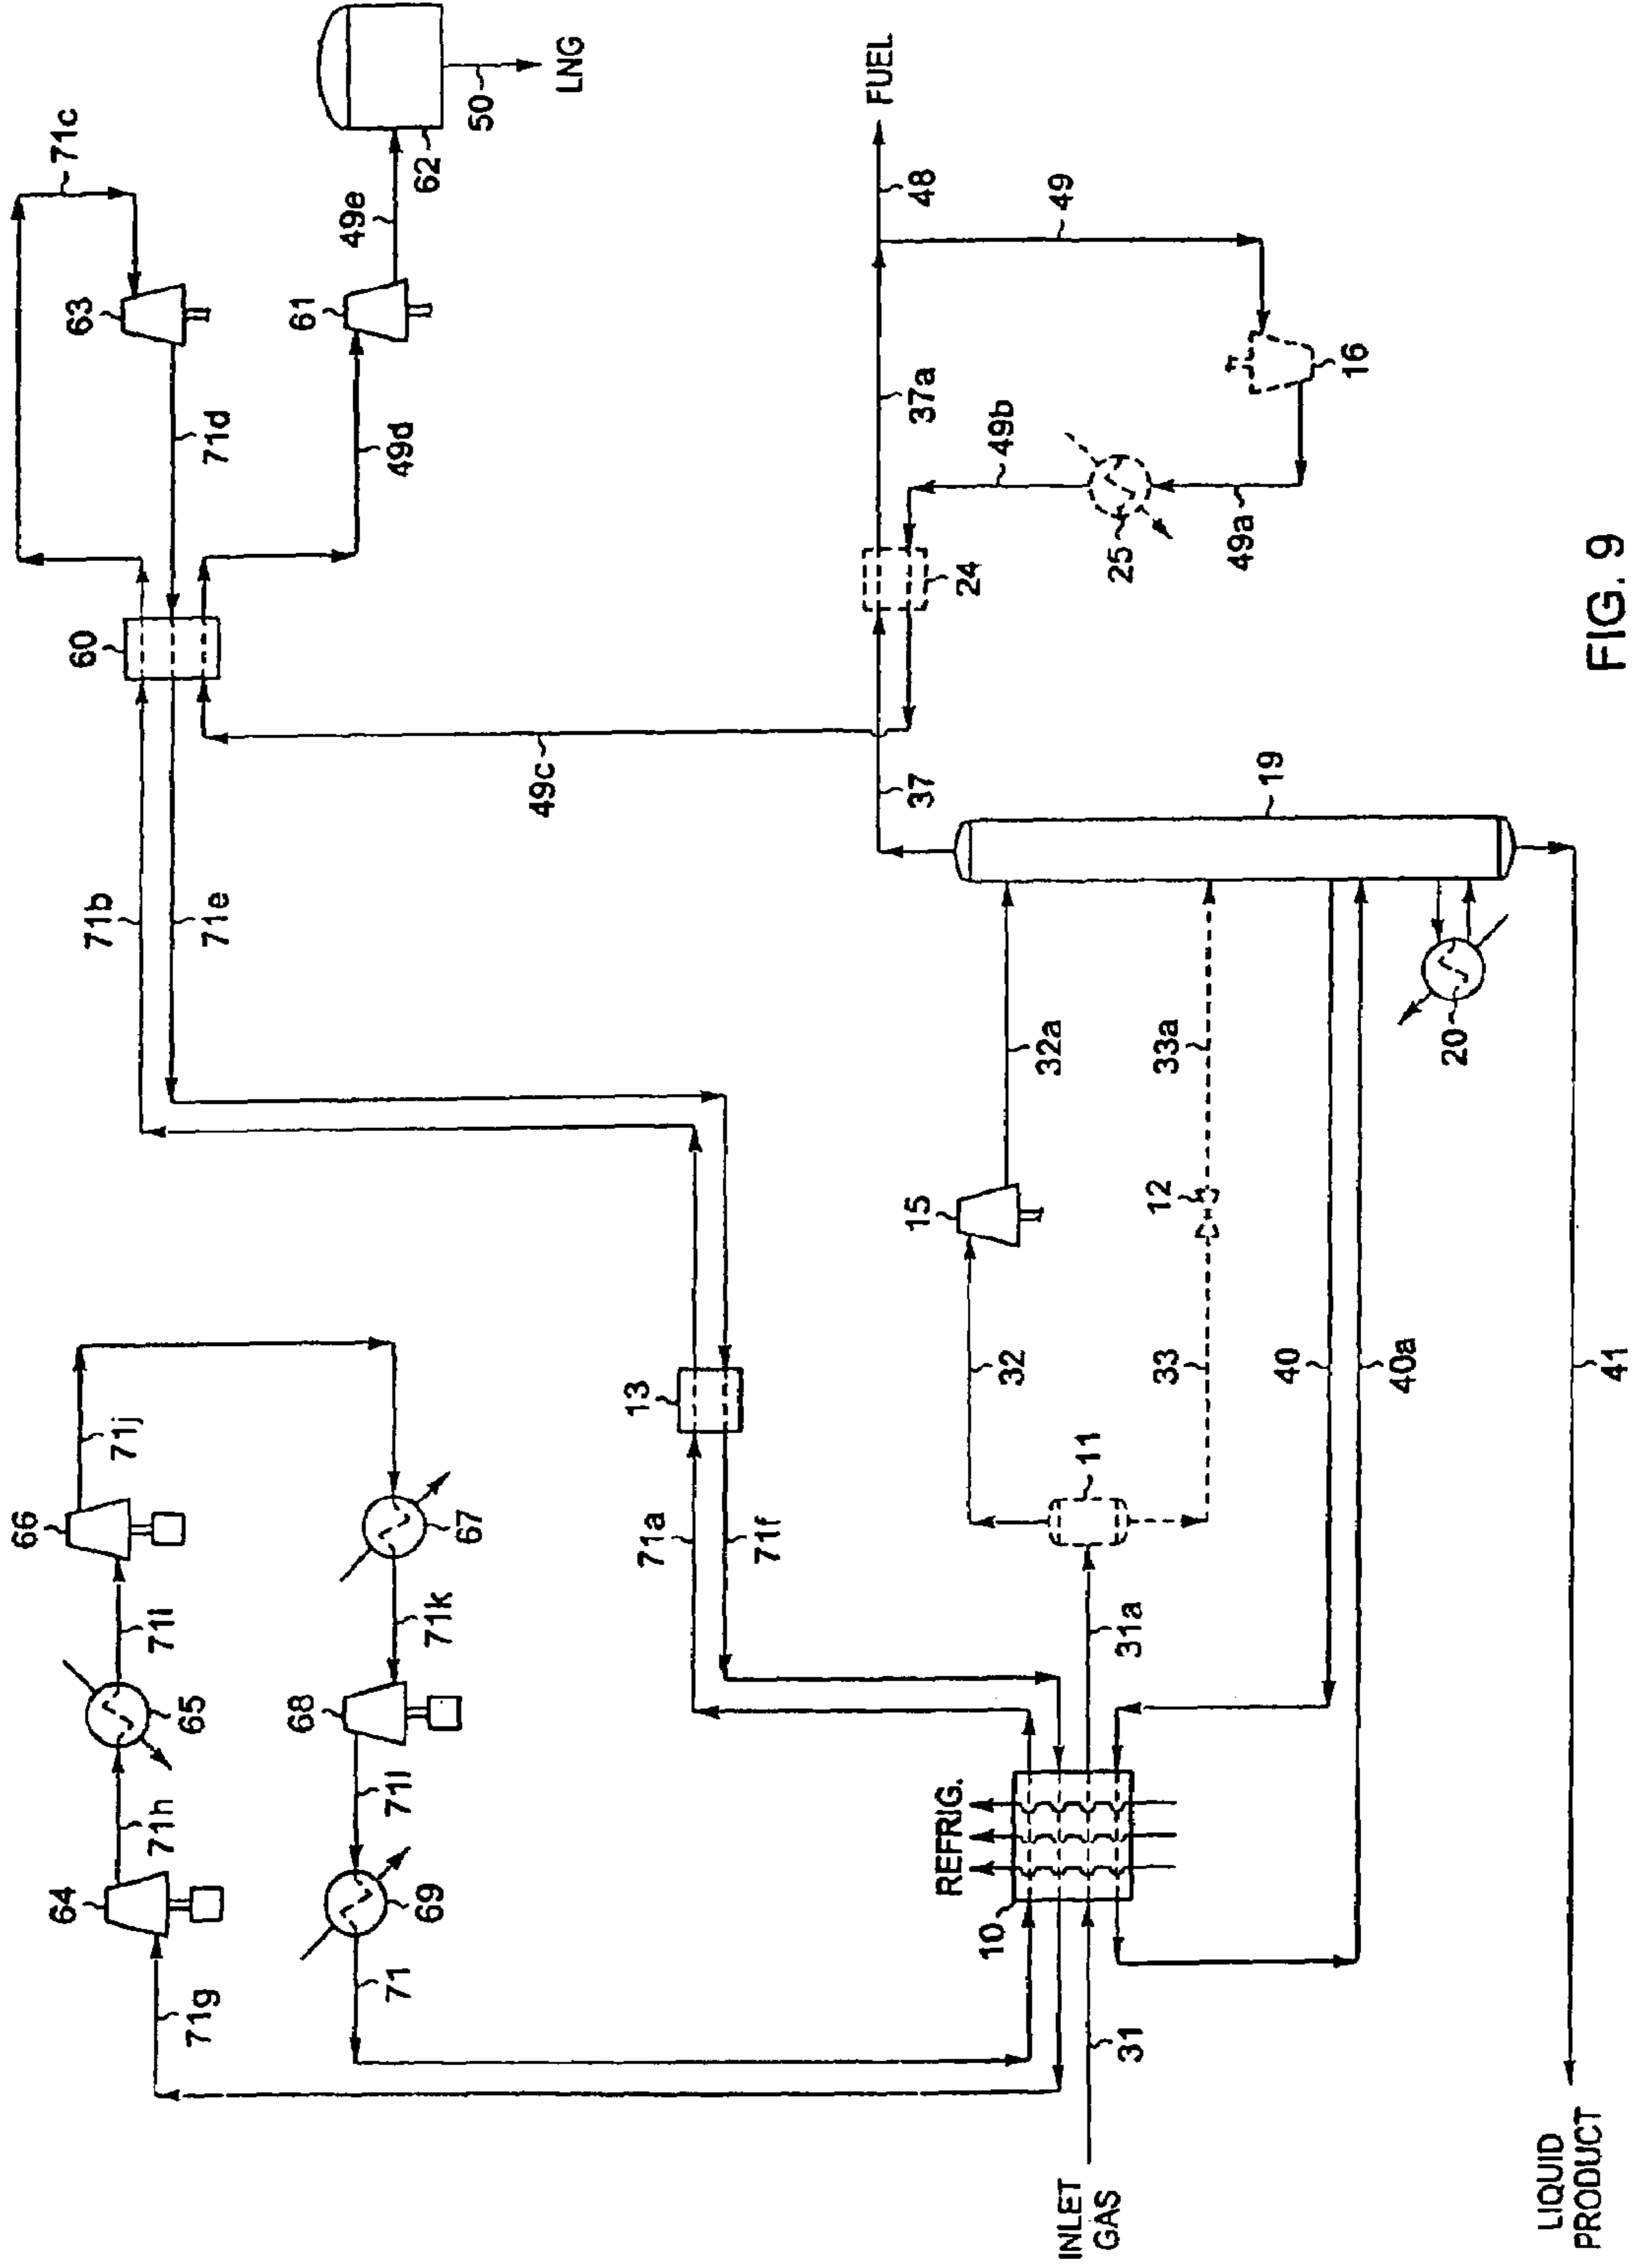 64
66
60
63
71c
71b
71j
71h
71i
71g
65
71e
71d
68
61
49e
71
71l
49d
69
71k
62
67
50
49c
LNG
71a
13
71f
FUEL
15
37
37a
48
REFRIG.
24
10
32
49b
32a
49
INLET
GAS
11
31
31a
25
33
12
33a
49a
19
40
16
40a
20
LIQUID
PRODUCT
41
FIG. 9